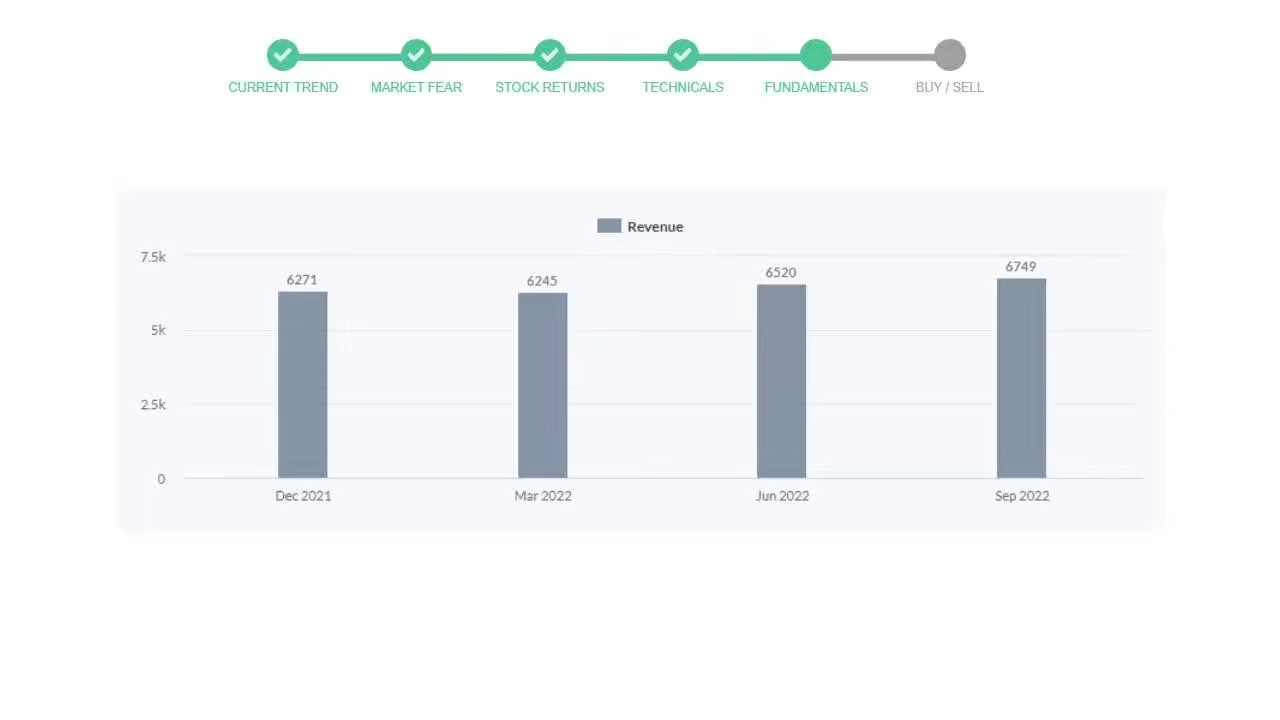 CURRENT TREND MARKET FEAR STOCK RETURNS TECHNICALS FUNDAMENTALS BUY / SELL
Revenue
7.5k
6271 6245 6520 6749
5k
2.5k
0
Dec 2021 Mar 2022 Jun 2022 Sep 2022